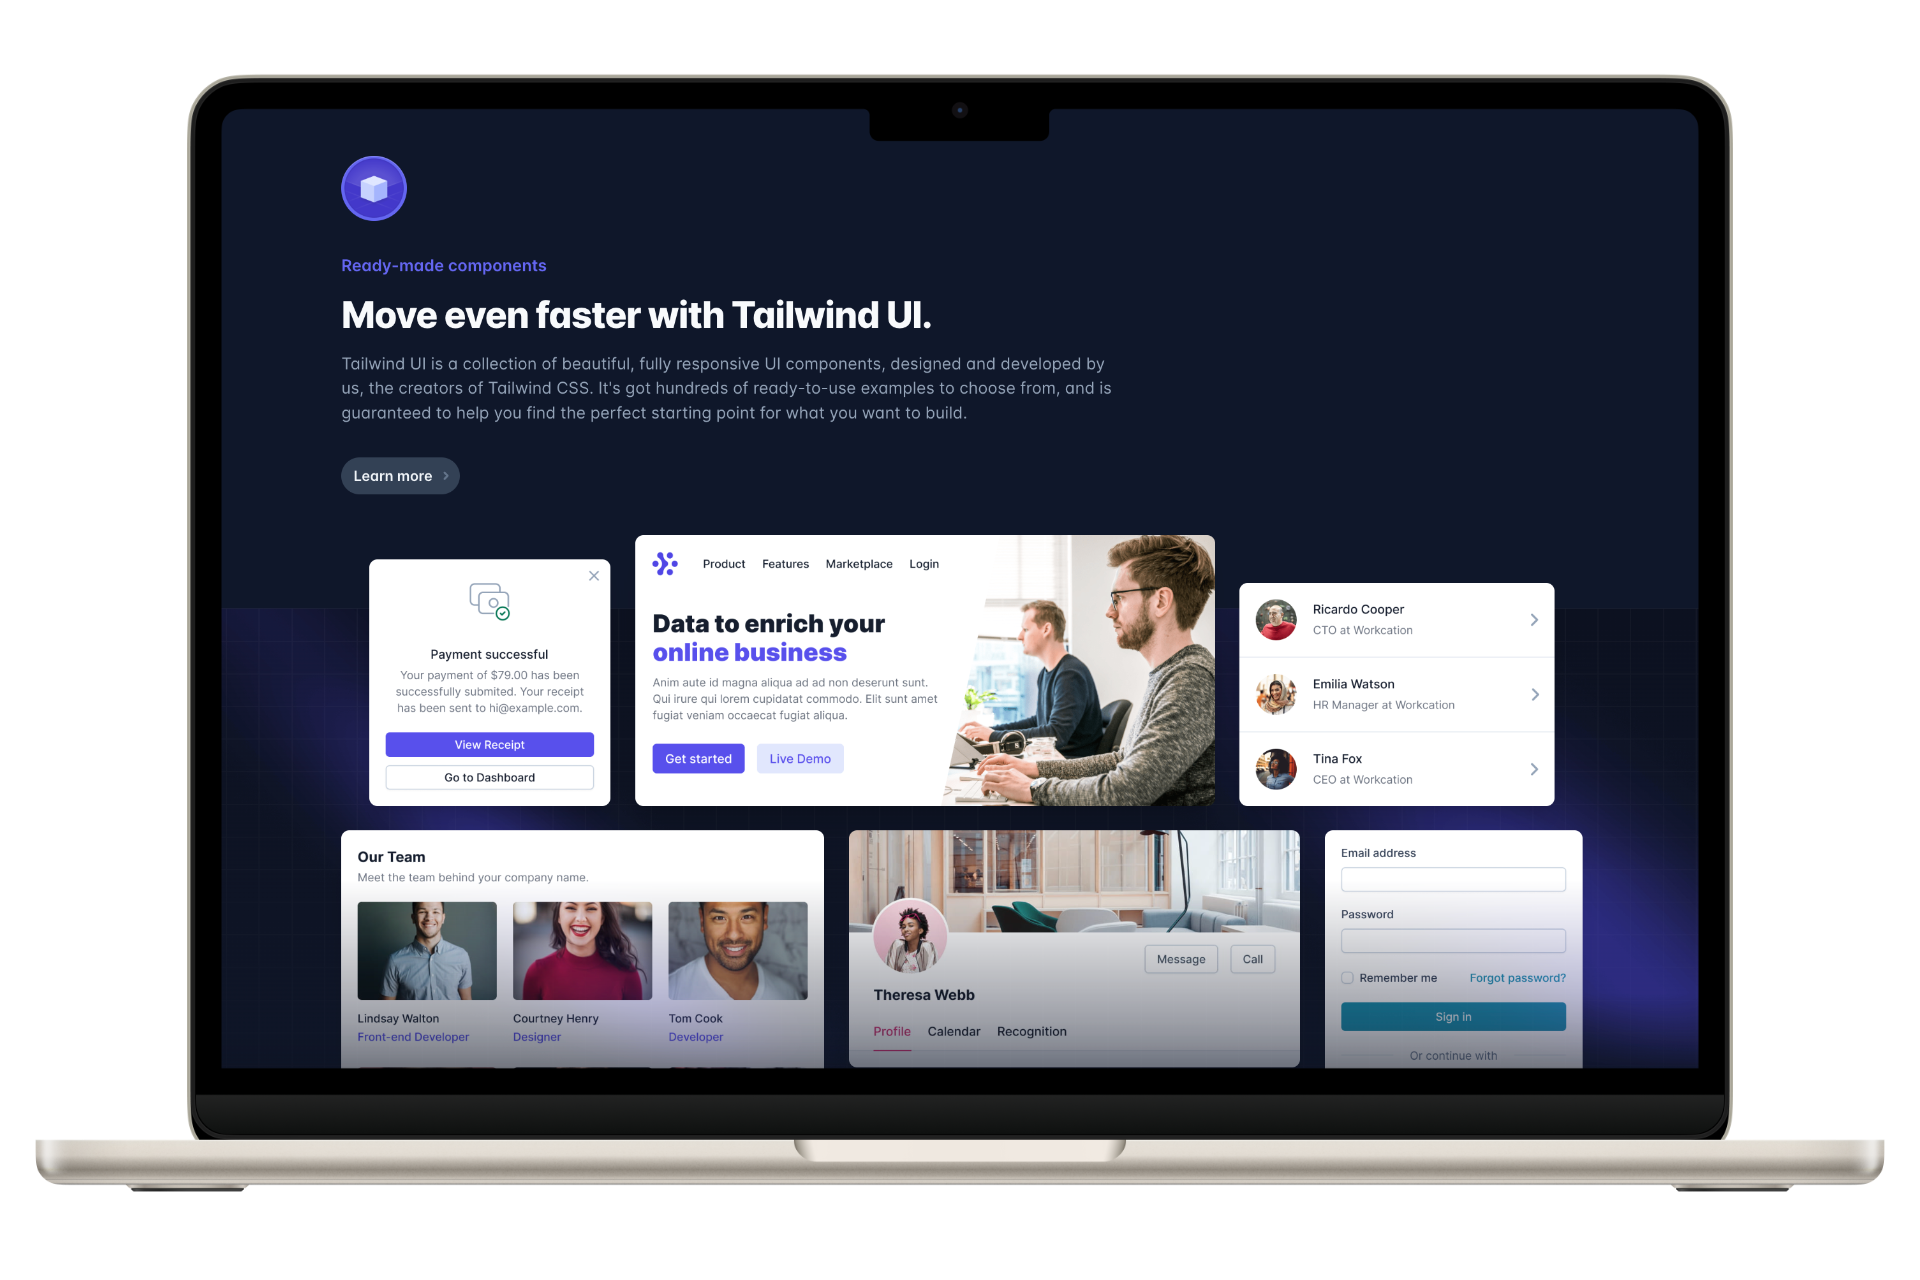 Ready-made components
Move even faster with Tailwind UI.
Tailwind UI is a collection of beautiful, fully responsive UI components, designed and developed by
us, the creators of Tailwind CSS. It's got hundreds of ready-to-use examples to choose from, and is
guaranteed to help you find the perfect starting point for what you want to build.
Learn more
Payment successful
Your payment of $79.00 has been
successfully submited. Your receipt
has been sent to hi@example.com.
View Receipt
Go to Dashboard
Product Features Marketplace Login
Data to enrich your
online business
Anim aute id magna aliqua ad ad non deserunt sunt.
Qui irure qui lorem cupidatat commodo. Elit sunt amet
fugiat veniam occaecat fugiat aliqua.
Get started Live Demo
Ricardo Cooper
CTO at Workcation
Emilia Watson
HR Manager at Workcation
Tina Fox
CEO at Workcation
Our Team
Meet the team behind your company name.
Lindsay Walton
Front-end Developer
Courtney Henry
Designer
Tom Cook
Developer
Message Call
Theresa Webb
Profile Calendar Recognition
Email address
Password
Remember me Forgot password?
Sign in
Or continue with